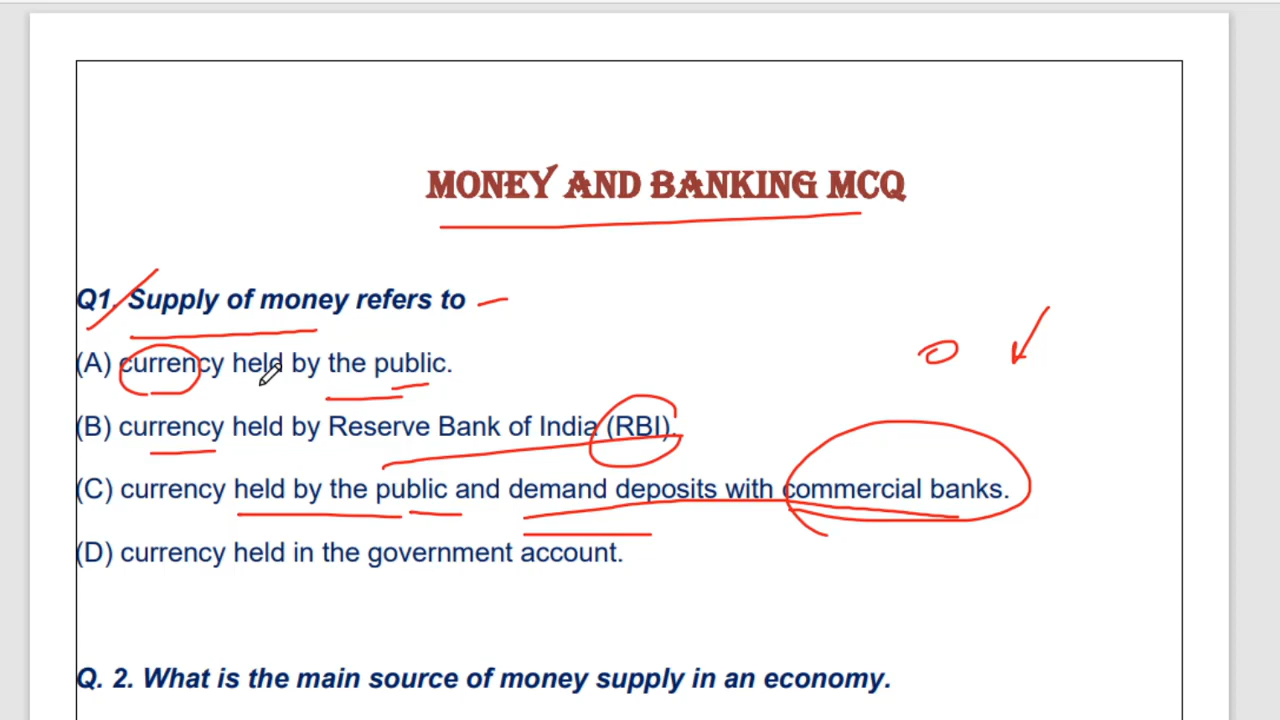 MONEY AND BANKING MCQ
Q1. Supply of money refers to
(A) currency held by the public.
(B) currency held by Reserve Bank of India (RBI).
(C) currency held by the public and demand deposits with commercial banks.
(D) currency held in the government account.
Q. 2. What is the main source of money supply in an economy.